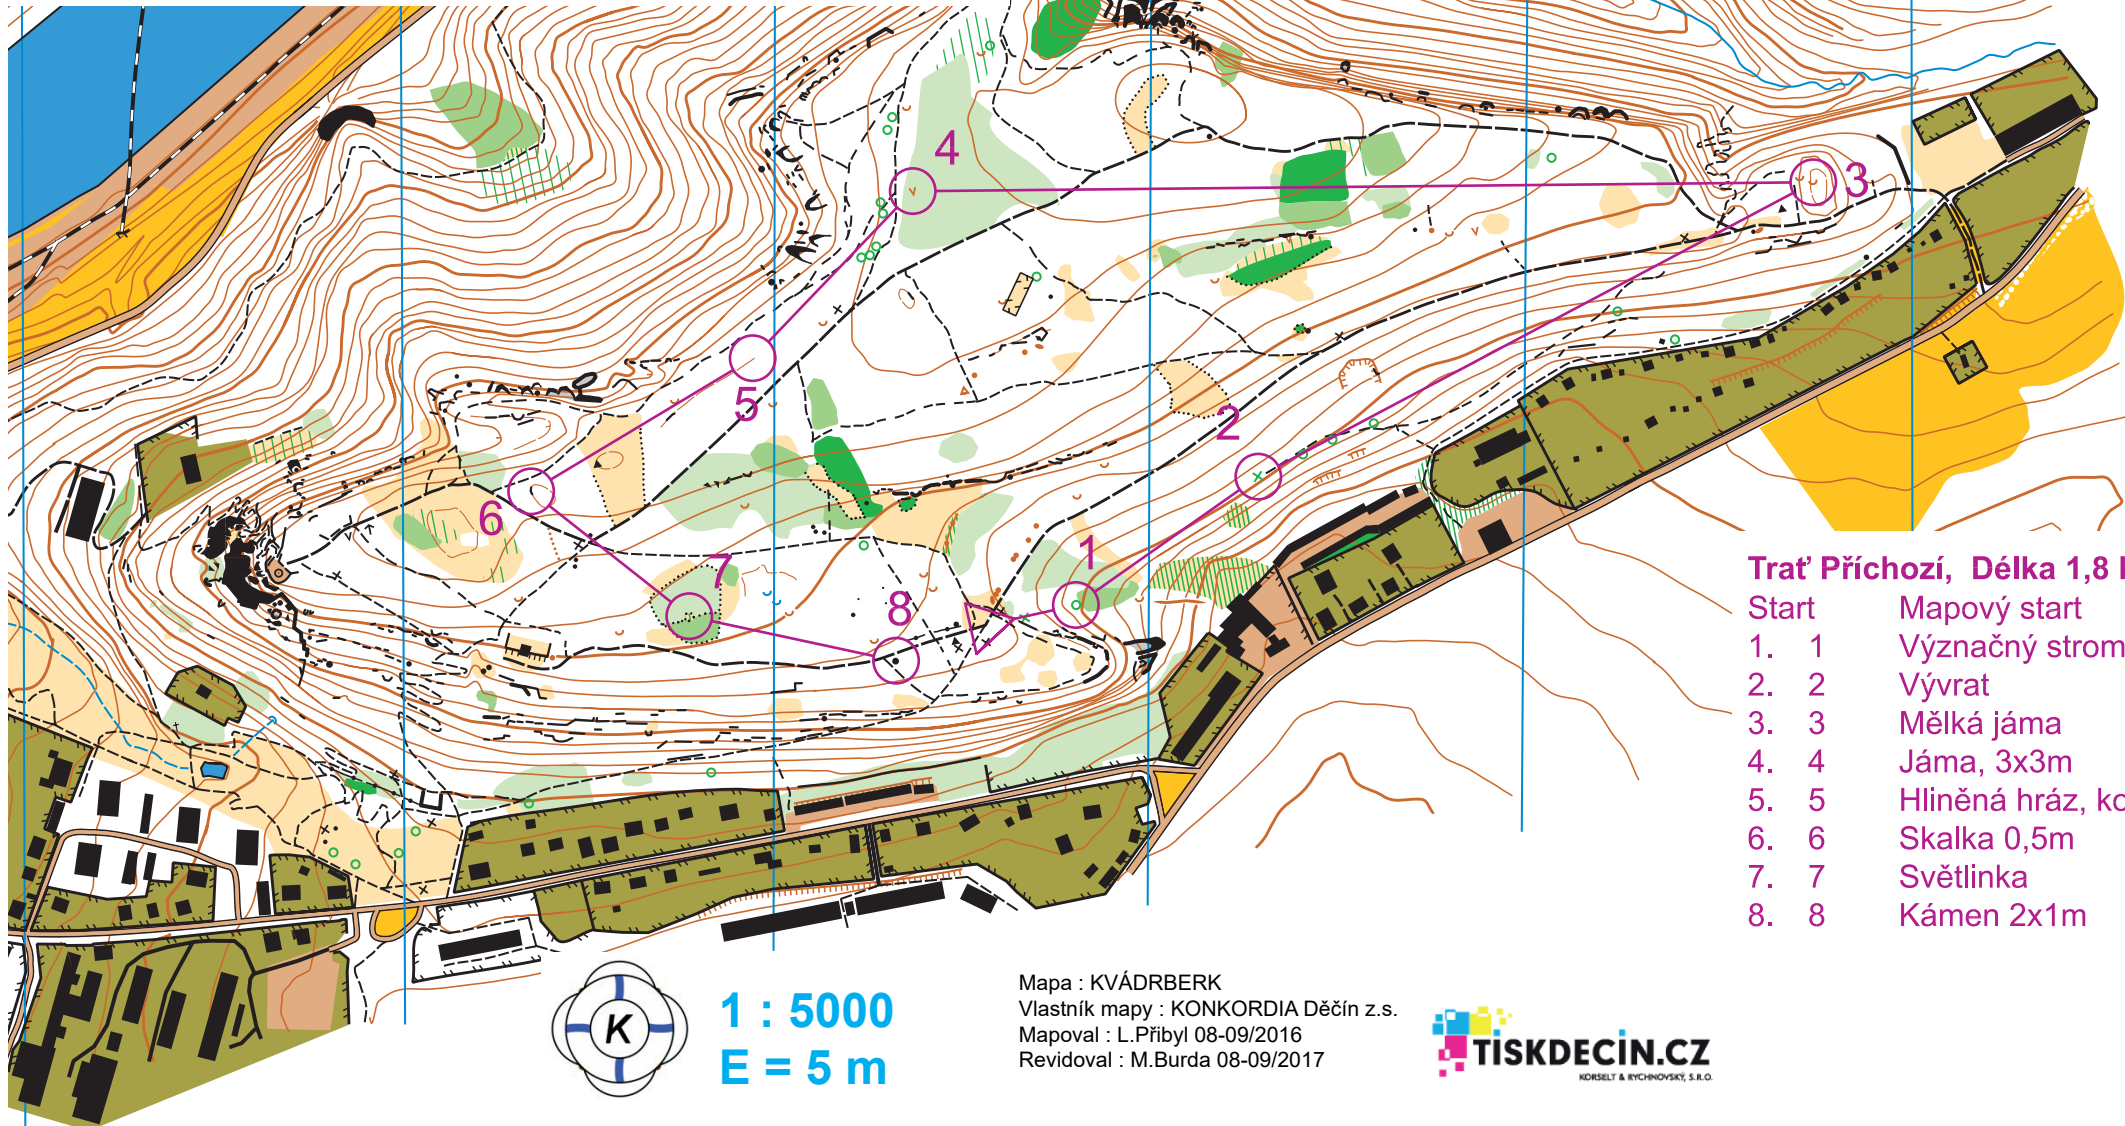 4
3
2
5
6
7
1
8
Trať Příchozí, Délka 1,8
Start Mapový start
1. 1 Význačný strom
2. 2 Vývrat
3. 3 Mělká jáma
4. 4 Jáma, 3x3m
5. 5 Hliněná hráz,
6. 6 Skalka 0,5m
7. 7 Světlinka
8. 8 Kámen 2x1m
K
1 : 5000
E = 5 m
Mapa : KVÁDRBERK
Vlastník mapy : KONKORDIA Děčín z.s.
Mapoval : L.Přibyl 08-09/2016
Revidoval : M.Burda 08-09/2017
TISKDECIN.CZ
KORSELT & RYCHNOVSKÝ, S.R.O.